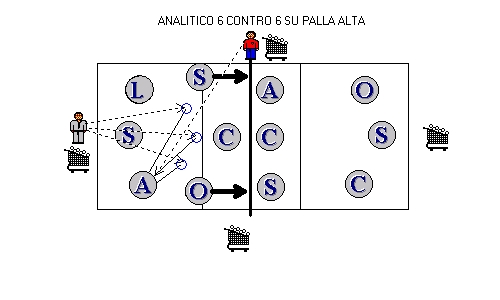 ANALITICO 6 CONTRO 6 SU PALLA ALTA
S
L A O
S C C S
A O S C